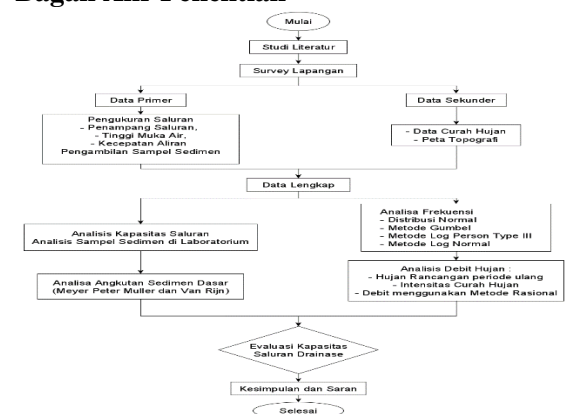 Bagan Alir Penelitian
Mulai
Studi Literatur
Survey Lapangan
Data Primer
Data Sekunder
Pengukuran Saluran
- Penampang Saluran,
- Tinggi Muka Air,
- Kecepatan Aliran
Pengambilan Sampel Sedimen
- Data Curah Hujan
- Peta Topografi
Data Lengkap
Analisis Kapasitas Saluran
Analisis Sampel Sedimen di Laboratorium
Analisa Frekuensi
- Distribusi Normal
- Metode Gumbel
- Metode Log Person Type III
- Metode Log Normal
Analisa Angkutan Sedimen Dasar
(Meyer Peter Muller dan Van Rijn)
Analisis Debit Hujan :
- Hujan Rancangan periode ulang
- Intensitas Curah Hujan
- Debit menggunakan Metode Rasional
Evaluasi Kapasitas
Saluran Drainase
Kesimpulan dan Saran
Selesai